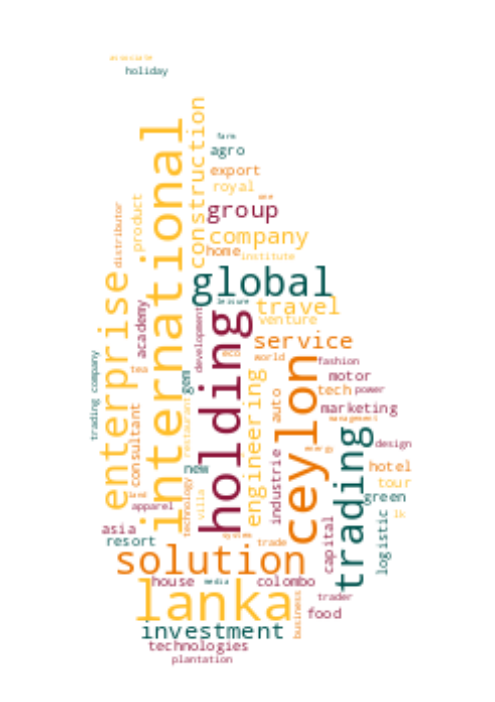 associate
holiday
international
construction
farm
agro
export
royal
one
group
product
distributor
company
home
institute
global
enterprise
leisure
travel
venture
academy
development
holding
service
eco
world
fashion
trading company
tea
gem
restaurant
engineering
ceylon
motor
tech
power
auto
marketing
management
consultant
trading
design
energy
new
industrie
hotel
tour
green
land
villa
technology
apparel
lk
logistic
capital
asia
resort
system
trade
solution
house
media
colombo
lanka
business
trader
food
investment
technologies
plantation